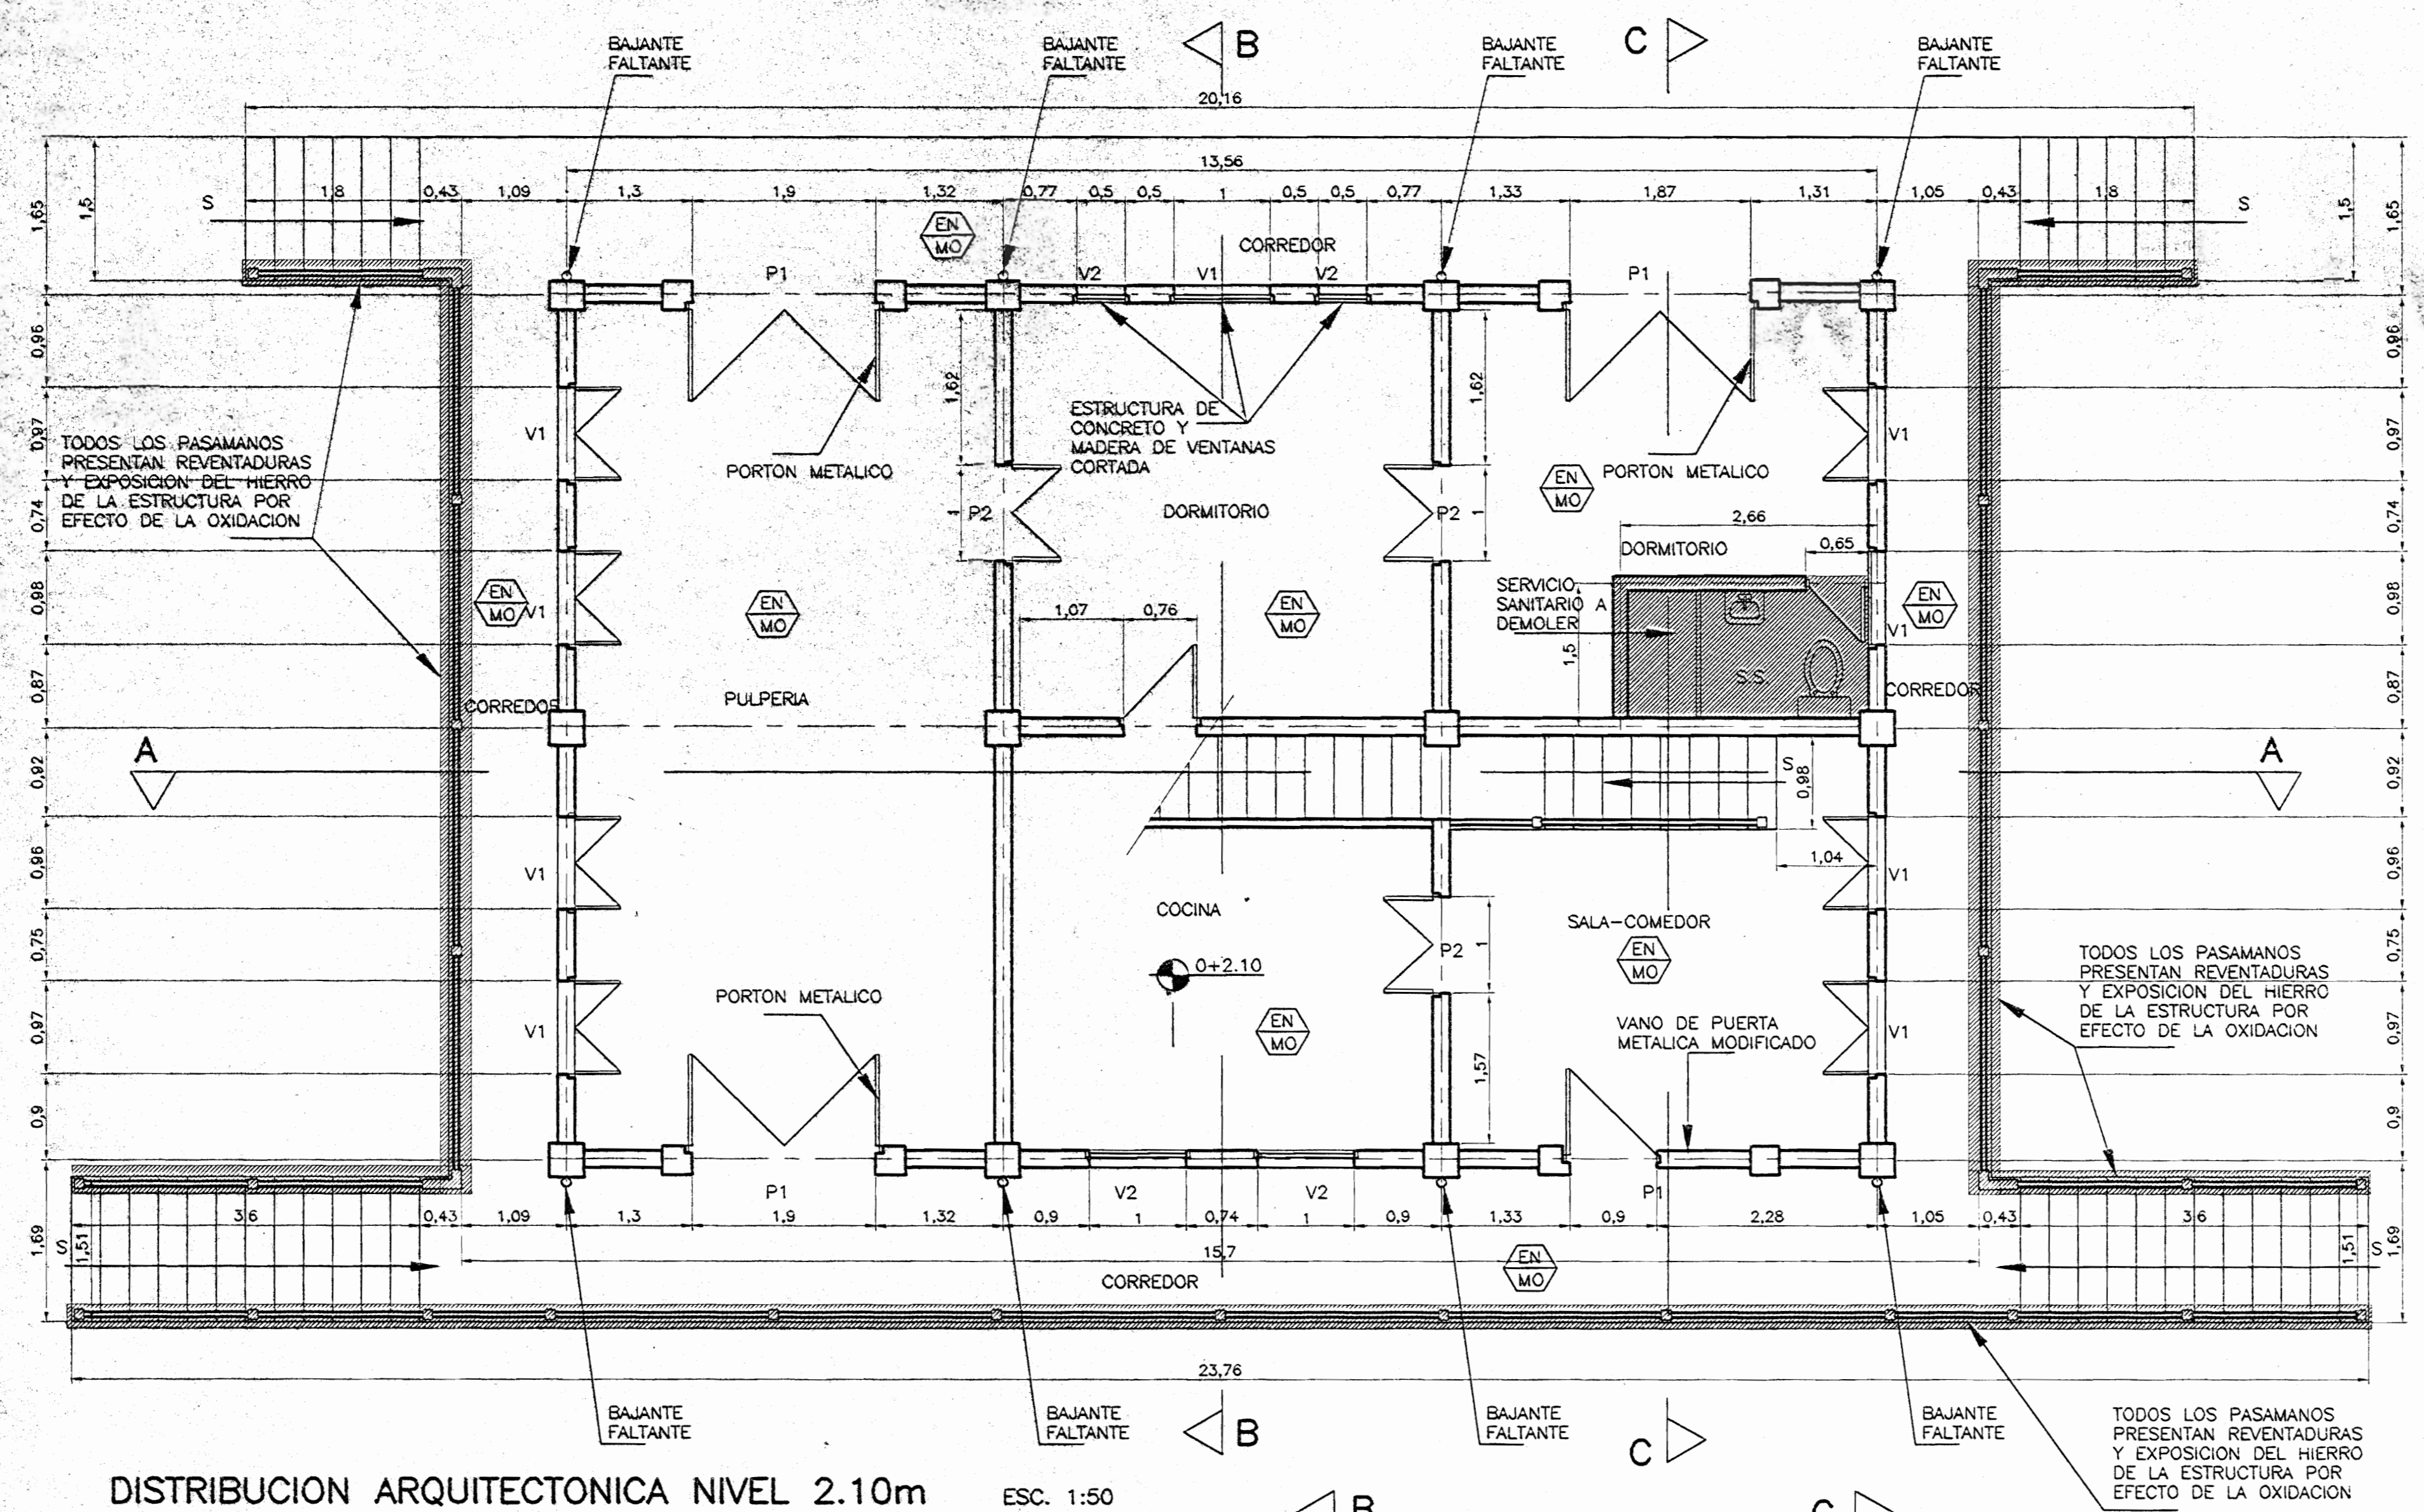 B
C
BAJANTE
FALTANTE
BAJANTE
FALTANTE
BAJANTE
FALTANTE
BAJANTE
FALTANTE
20,16
13,56
1,8
0,43
1,09
1,3
1,9
1,32
0,77
0,5
0,5
1
0,5
0,5
0,77
1,33
1,87
1,31
1,05
0,43
1,8
S
S
1,65
1,5
1,5
1,65
EN
MO
CORREDOR
P1
V2
V1
V2
P1
0,96
0,97
0,74
0,98
0,87
0,92
0,96
0,75
0,97
0,9
1,69
0,96
0,97
0,74
0,98
0,87
0,92
0,96
0,75
0,97
0,9
1,69
1,62
1,62
ESTRUCTURA DE
CONCRETO Y
MADERA DE VENTANAS
CORTADA
TODOS LOS PASAMANOS
PRESENTAN REVENTADURAS
Y EXPOSICION DEL HIERRO
DE LA ESTRUCTURA POR
EFECTO DE LA OXIDACION
V1
PORTON METALICO
PORTON METALICO
V1
EN
MO
P2
1
DORMITORIO
P2
1
2,66
DORMITORIO
0,65
SERVICIO
SANITARIO A
DEMOLER
1,5
S.S.
EN
MO
V1
EN
MO
1,07
0,76
EN
MO
EN
MO
V1
CORREDOR
PULPERIA
CORREDOR
A
A
S
0,98
1,04
V1
COCINA
P2
1
SALA-COMEDOR
EN
MO
V1
0+2.10
PORTON METALICO
EN
MO
1,57
VANO DE PUERTA
METALICA MODIFICADO
V1
V1
TODOS LOS PASAMANOS
PRESENTAN REVENTADURAS
Y EXPOSICION DEL HIERRO
DE LA ESTRUCTURA POR
EFECTO DE LA OXIDACION
P1
V2
V2
P1
3,6
0,43
1,09
1,3
1,9
1,32
0,9
1
0,74
1
0,9
1,33
0,9
2,28
1,05
0,43
3,6
S
1,51
1,51
S
15,7
CORREDOR
EN
MO
23,76
BAJANTE
FALTANTE
BAJANTE
FALTANTE
B
BAJANTE
FALTANTE
C
BAJANTE
FALTANTE
TODOS LOS PASAMANOS
PRESENTAN REVENTADURAS
Y EXPOSICION DEL HIERRO
DE LA ESTRUCTURA POR
EFECTO DE LA OXIDACION
DISTRIBUCION ARQUITECTONICA NIVEL 2.10m
ESC. 1:50
B
C